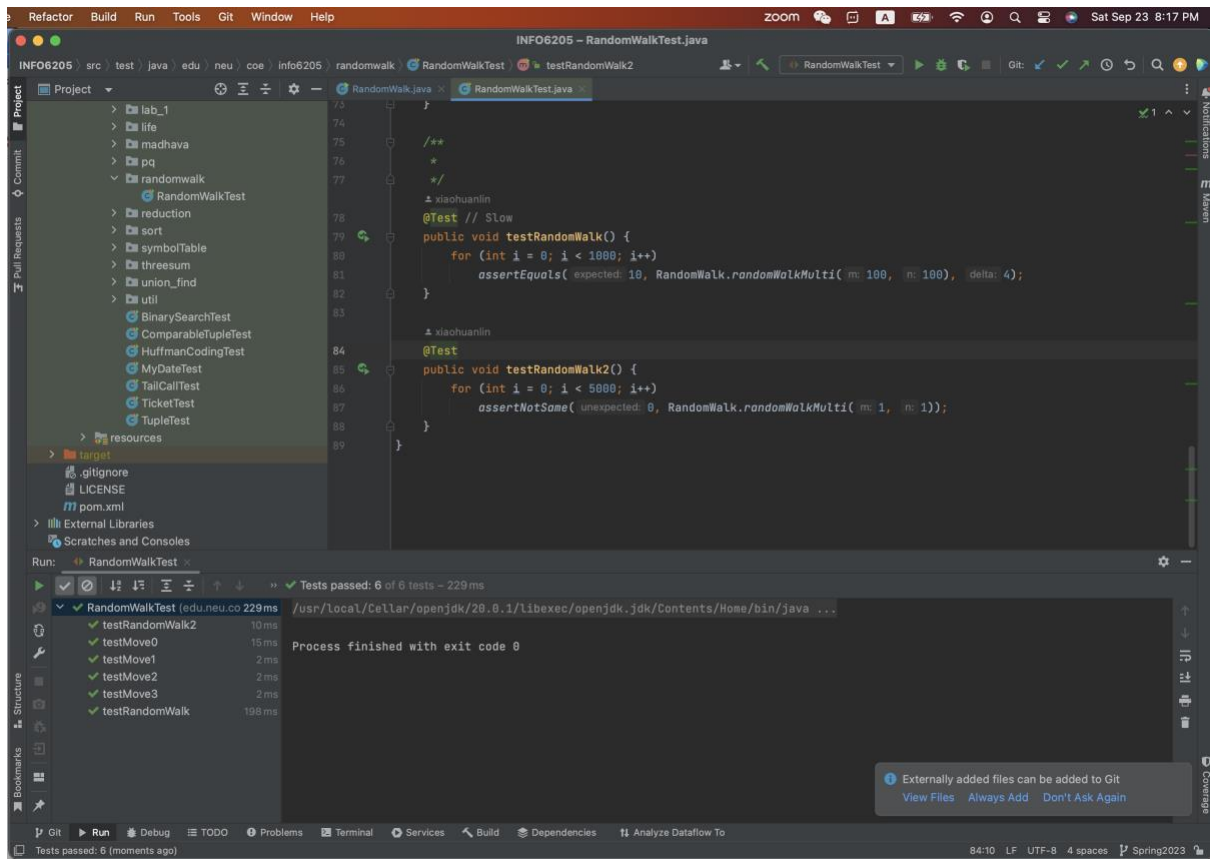 Refactor Build Run Tools Git Window Help zoom A Sat Sep 23 8:17 PM
INFO6205 – RandomWalkTest.java
INFO6205 src test java edu neu coe info6205 randomwalk RandomWalkTest testRandomWalk2 RandomWalkTest Git:
Project
RandomWalk.java RandomWalkTest.java
Project
Commit
Pull Requests
Structure
Bookmarks
lab_1
life
madhava
pq
randomwalk
RandomWalkTest
reduction
sort
symbolTable
threesum
union_find
util
BinarySearchTest
ComparableTupleTest
HuffmanCodingTest
MyDateTest
TailCallTest
TicketTest
TupleTest
resources
target
.gitignore
LICENSE
pom.xml
External Libraries
Scratches and Consoles
73 }
74
75 /**
76 *
77 */
xiaohuanlin
78 @Test // Slow
79 public void testRandomWalk() {
80 for (int i = 0; i < 1000; i++)
81 assertEquals( expected: 10, RandomWalk.randomWalkMulti( m: 100, n: 100), delta: 4);
82 }
83
xiaohuanlin
84 @Test
85 public void testRandomWalk2() {
86 for (int i = 0; i < 5000; i++)
87 assertNotSame( unexpected: 0, RandomWalk.randomWalkMulti( m: 1, n: 1));
88 }
89 }
1
Notifications
Maven
Coverage
Run: RandomWalkTest
Tests passed: 6 of 6 tests – 229 ms
RandomWalkTest (edu.neu.co 229 ms
testRandomWalk2 10 ms
testMove0 15 ms
testMove1 2 ms
testMove2 2 ms
testMove3 2 ms
testRandomWalk 198 ms
/usr/local/Cellar/openjdk/20.0.1/libexec/openjdk.jdk/Contents/Home/bin/java ...
Process finished with exit code 0
Externally added files can be added to Git
View Files Always Add Don't Ask Again
Git Run Debug TODO Problems Terminal Services Build Dependencies Analyze Dataflow To
Tests passed: 6 (moments ago) 84:10 LF UTF-8 4 spaces Spring2023